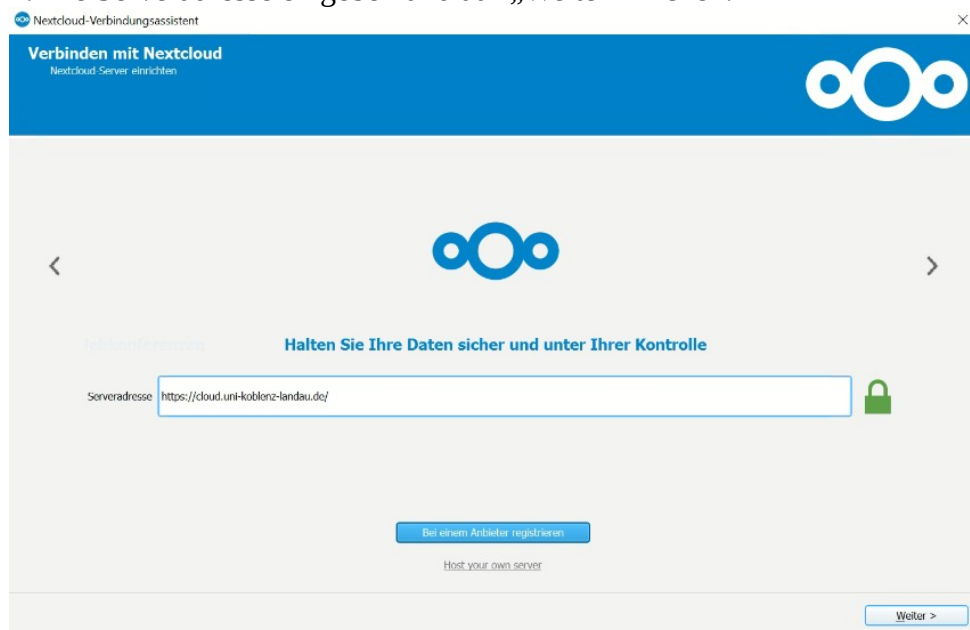 Nextcloud-Verbindungsassistent
Verbinden mit Nextcloud
Nextcloud-Server einrichten
Halten Sie Ihre Daten sicher und unter Ihrer Kontrolle
Serveradresse https://cloud.uni-koblenz-landau.de/
Bei einem Anbieter registrieren
Host your own server
Weiter >